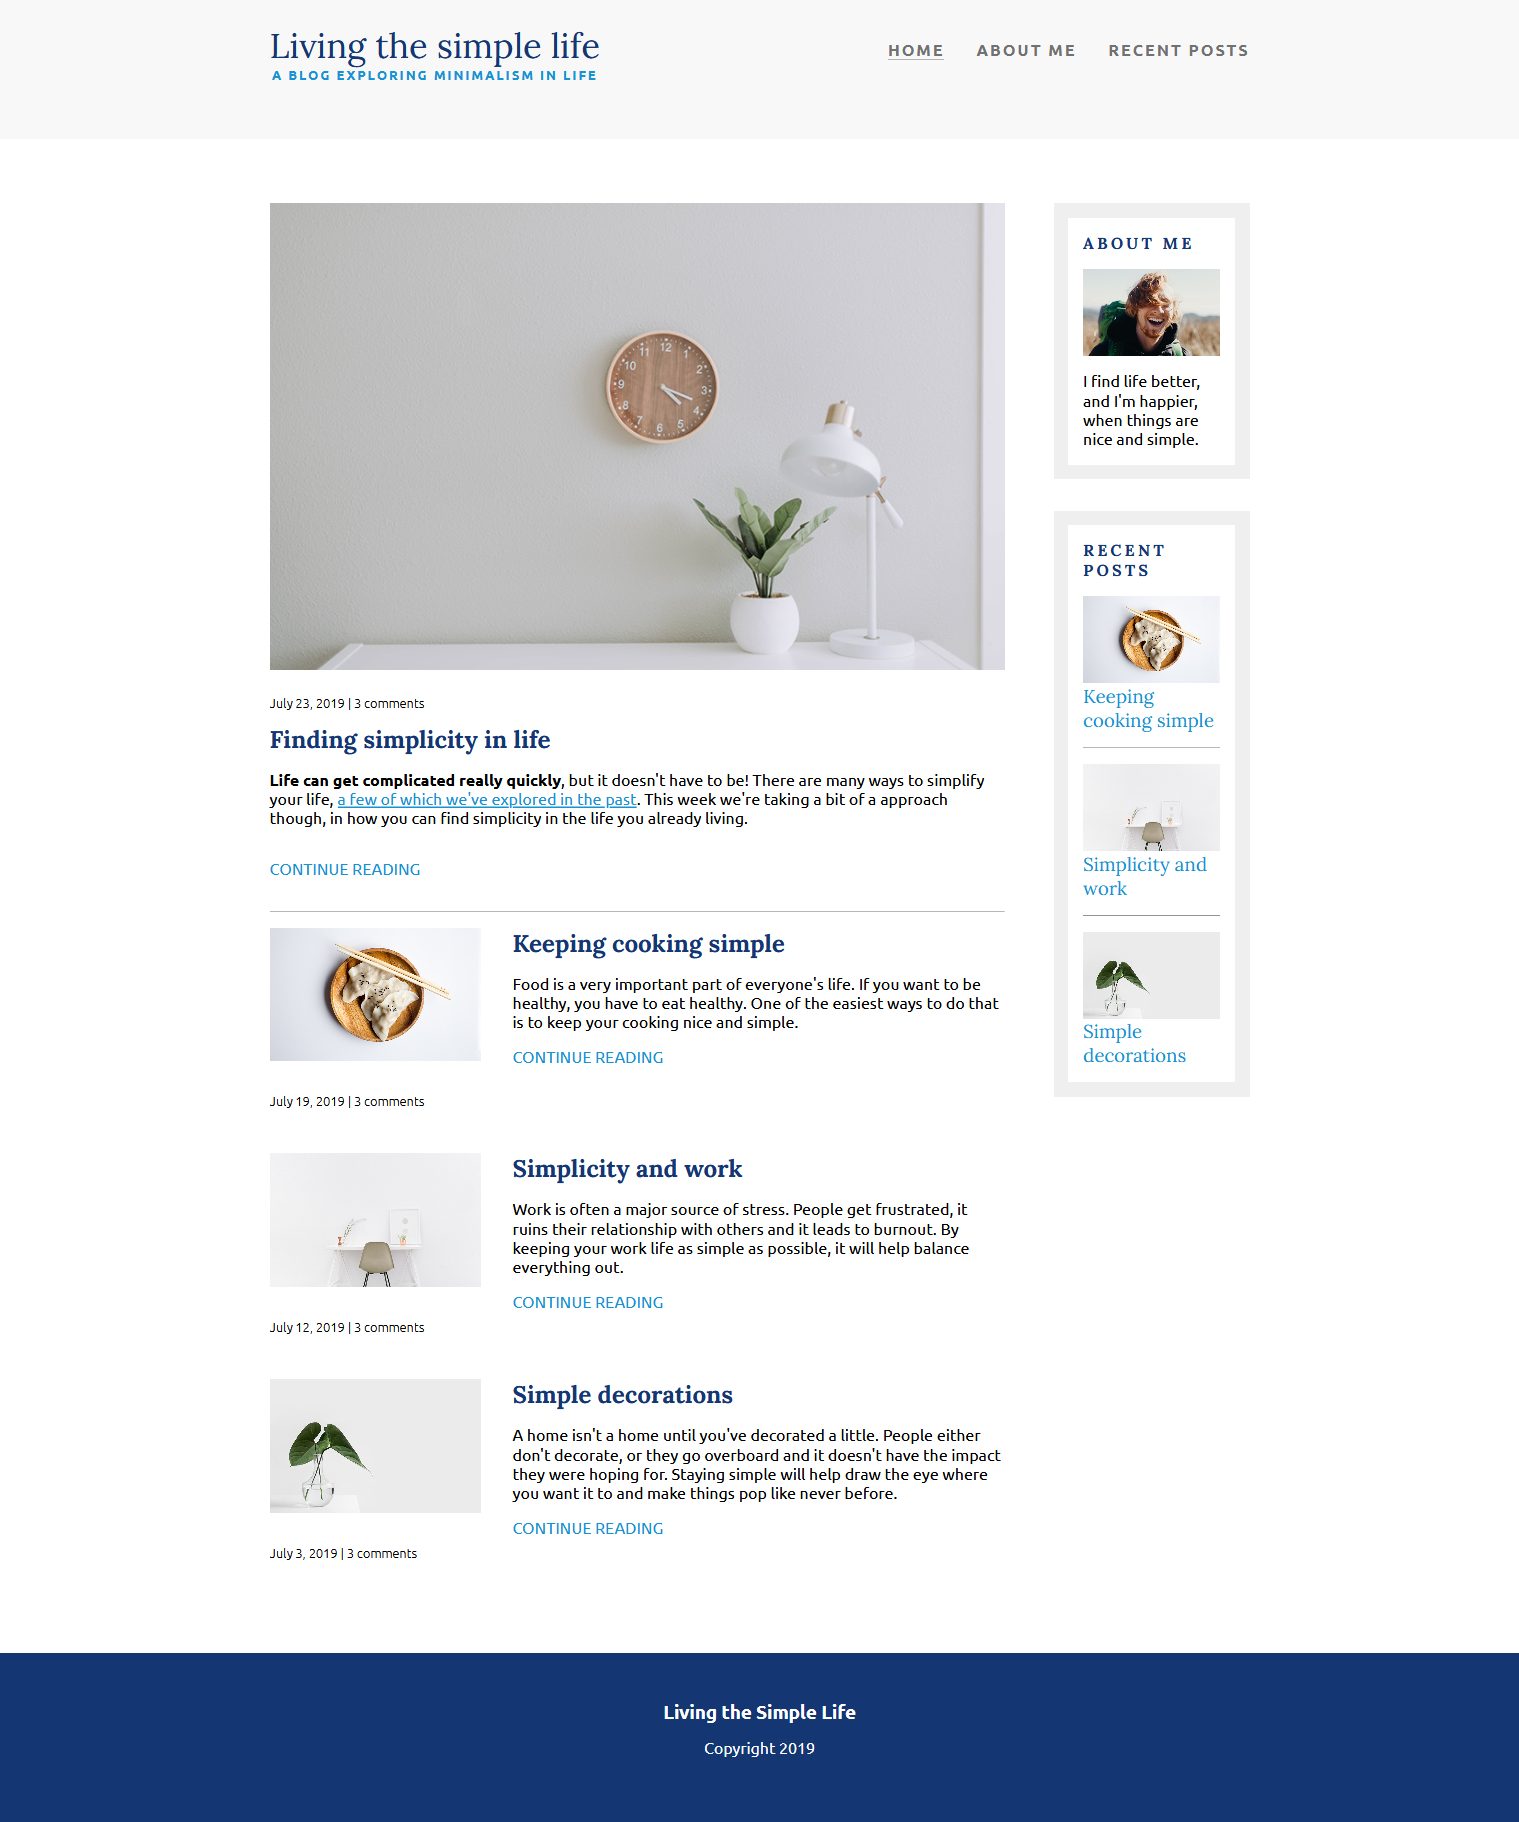 Living the simple life
A BLOG EXPLORING MINIMALISM IN LIFE
HOME ABOUT ME RECENT POSTS
12
1
2
3
4
5
6
7
8
9
10
11
July 23, 2019 | 3 comments
Finding simplicity in life
Life can get complicated really quickly, but it doesn't have to be! There are many ways to simplify
your life, a few of which we've explored in the past. This week we're taking a bit of a approach
though, in how you can find simplicity in the life you already living.
CONTINUE READING
Keeping cooking simple
Food is a very important part of everyone's life. If you want to be
healthy, you have to eat healthy. One of the easiest ways to do that
is to keep your cooking nice and simple.
CONTINUE READING
July 19, 2019 | 3 comments
Simplicity and work
Work is often a major source of stress. People get frustrated, it
ruins their relationship with others and it leads to burnout. By
keeping your work life as simple as possible, it will help balance
everything out.
CONTINUE READING
July 12, 2019 | 3 comments
Simple decorations
A home isn't a home until you've decorated a little. People either
don't decorate, or they go overboard and it doesn't have the impact
they were hoping for. Staying simple will help draw the eye where
you want it to and make things pop like never before.
CONTINUE READING
July 3, 2019 | 3 comments
ABOUT ME
I find life better,
and I'm happier,
when things are
nice and simple.
RECENT
POSTS
Keeping
cooking simple
Simplicity and
work
Simple
decorations
Living the Simple Life
Copyright 2019